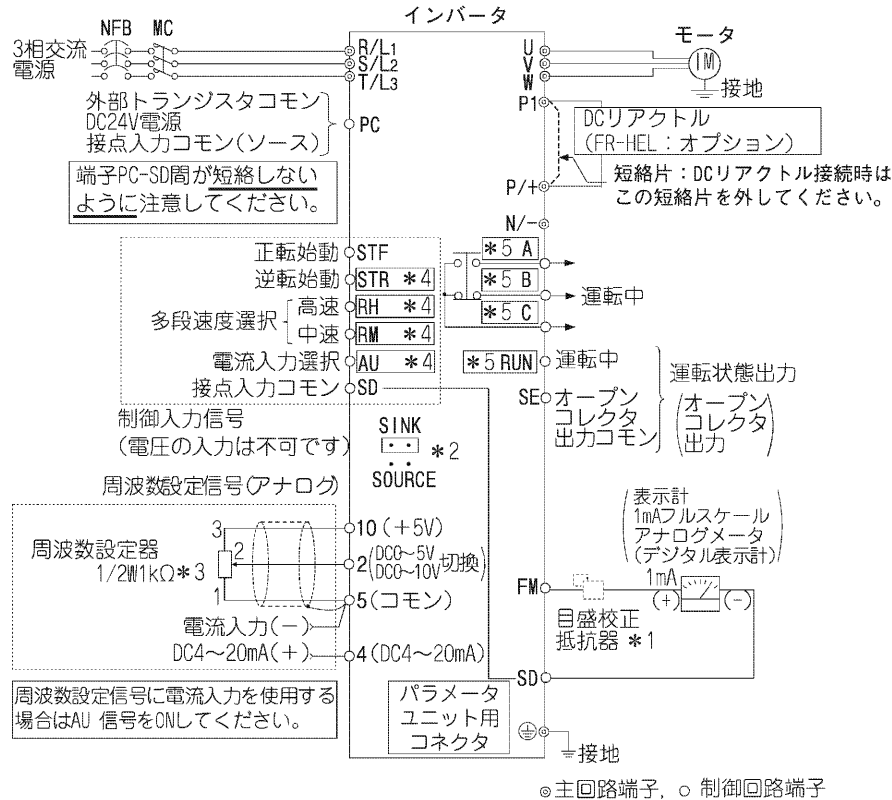 インバータ
NFB MC
3相交流
電源
R/L1
S/L2
T/L3
U
V
W
モータ
IM
接地
外部トランジスタコモン
DC24V電源
接点入力コモン(ソース)
PC
端子PC-SD間が短絡しない
ように注意してください。
P1
P/+
N/-
DCリアクトル
(FR-HEL：オプション)
短絡片：DCリアクトル接続時は
この短絡片を外してください。
正転始動 STF
逆転始動 STR *4
多段速度選択
高速 RH *4
中速 RM *4
電流入力選択 AU *4
接点入力コモン SD
制御入力信号
(電圧の入力は不可です)
*5 A
*5 B
*5 C
運転中
*5 RUN 運転中
SE オープン
コレクタ
出力コモン
運転状態出力
(オープン
コレクタ
出力)
SINK
*2
SOURCE
周波数設定信号(アナログ)
周波数設定器
1/2W1kΩ*3
3
2
1
10(+5V)
2(DC0～5V
DC0～10V)切換
5(コモン)
電流入力(-)
DC4～20mA(+)
4(DC4～20mA)
周波数設定信号に電流入力を使用する
場合はAU 信号をONしてください。
(表示計
1mAフルスケール
アナログメータ
(デジタル表示計))
FM
1mA
(+) (-)
目盛校正
抵抗器*1
SD
パラメータ
ユニット用
コネクタ
接地
◎主回路端子, ○ 制御回路端子